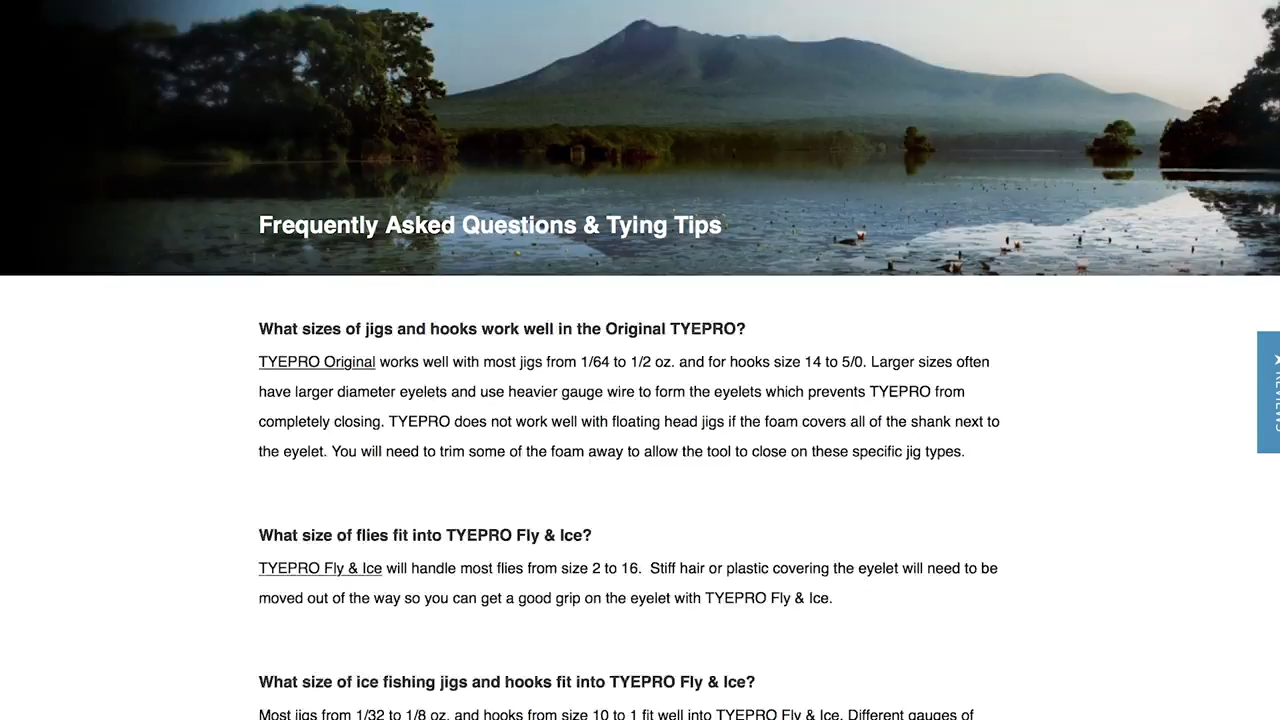 Frequently Asked Questions & Tying Tips
What sizes of jigs and hooks work well in the Original TYEPRO?
TYEPRO Original works well with most jigs from 1/64 to 1/2 oz. and for hooks size 14 to 5/0. Larger sizes often
have larger diameter eyelets and use heavier gauge wire to form the eyelets which prevents TYEPRO from
completely closing. TYEPRO does not work well with floating head jigs if the foam covers all of the shank next to
the eyelet. You will need to trim some of the foam away to allow the tool to close on these specific jig types.
★ REVIEWS
What size of flies fit into TYEPRO Fly & Ice?
TYEPRO Fly & Ice will handle most flies from size 2 to 16. Stiff hair or plastic covering the eyelet will need to be
moved out of the way so you can get a good grip on the eyelet with TYEPRO Fly & Ice.
What size of ice fishing jigs and hooks fit into TYEPRO Fly & Ice?
Most jigs from 1/32 to 1/8 oz. and hooks from size 10 to 1 fit well into TYEPRO Fly & Ice. Different gauges of